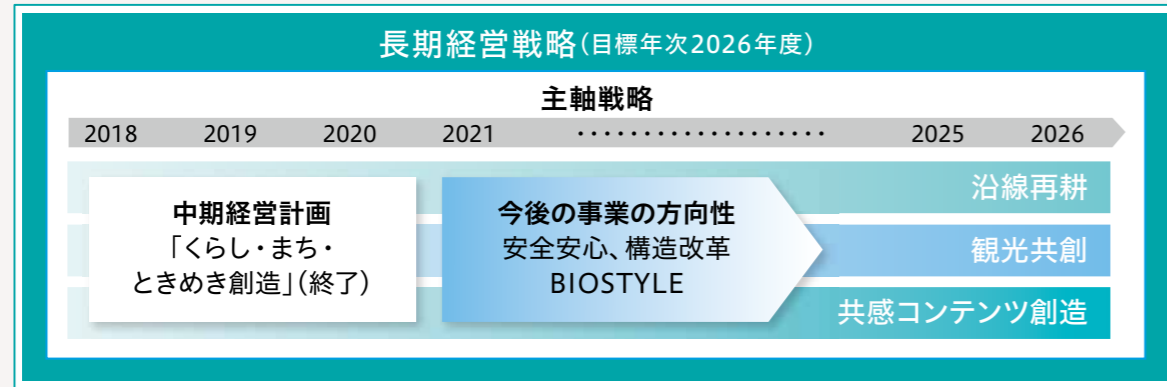 長期経営戦略(目標年次2026年度)
主軸戦略
2018 2019 2020 2021 ・・・・・・・・・・・・・・・・・・・ 2025 2026
中期経営計画
「くらし・まち・
ときめき創造」(終了)
今後の事業の方向性
安全安心、構造改革
BIOSTYLE
沿線再耕
観光共創
共感コンテンツ創造